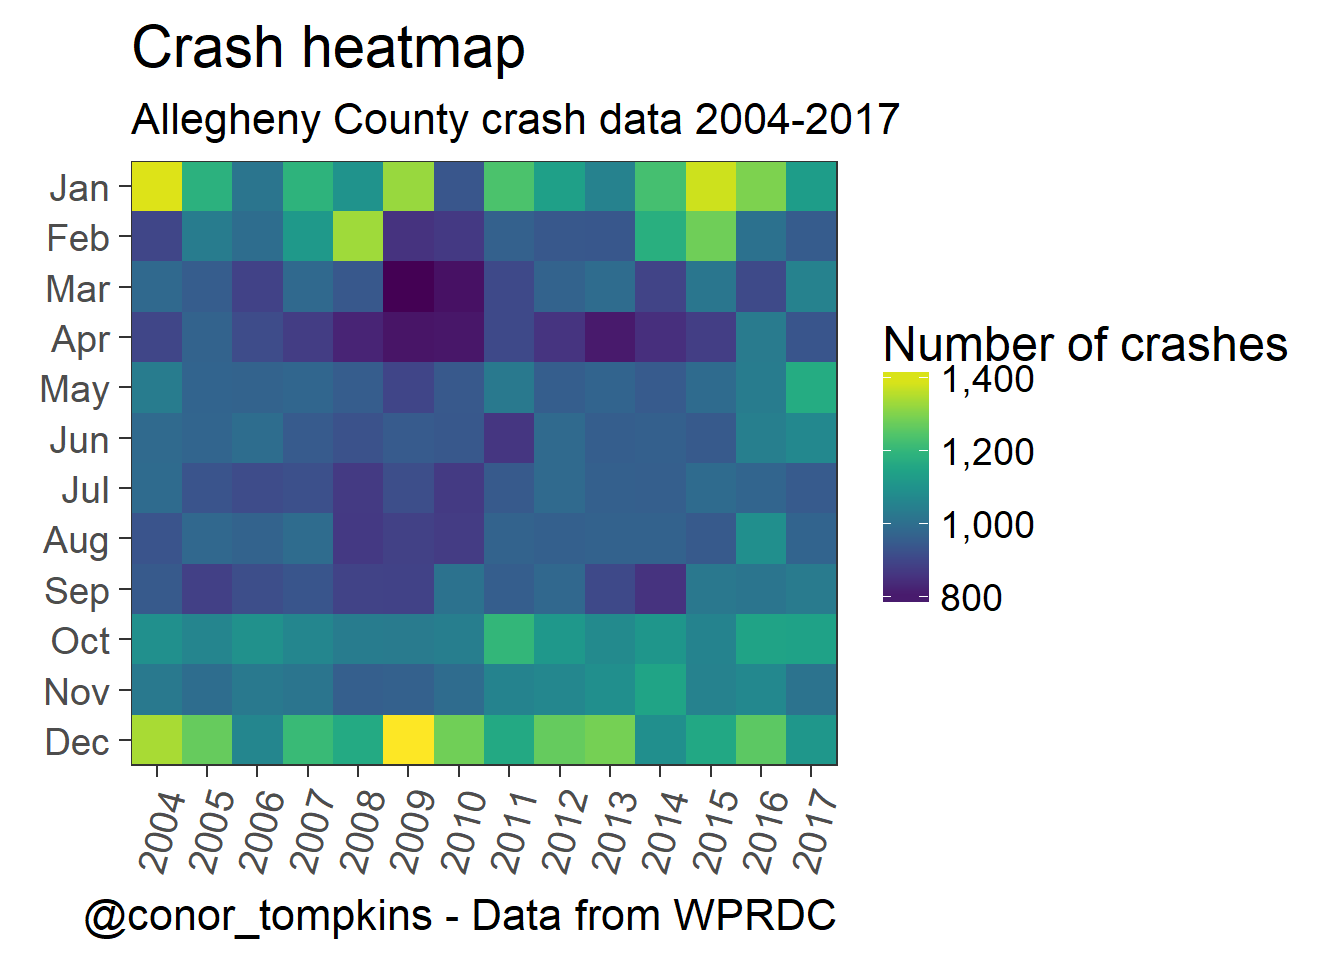 Crash heatmap
Allegheny County crash data 2004-2017
Jan
Feb
Mar
Apr
May
Jun
Jul
Aug
Sep
Oct
Nov
Dec
2004
2005
2006
2007
2008
2009
2010
2011
2012
2013
2014
2015
2016
2017
Number of crashes
1,400
1,200
1,000
800
@conor_tompkins - Data from WPRDC